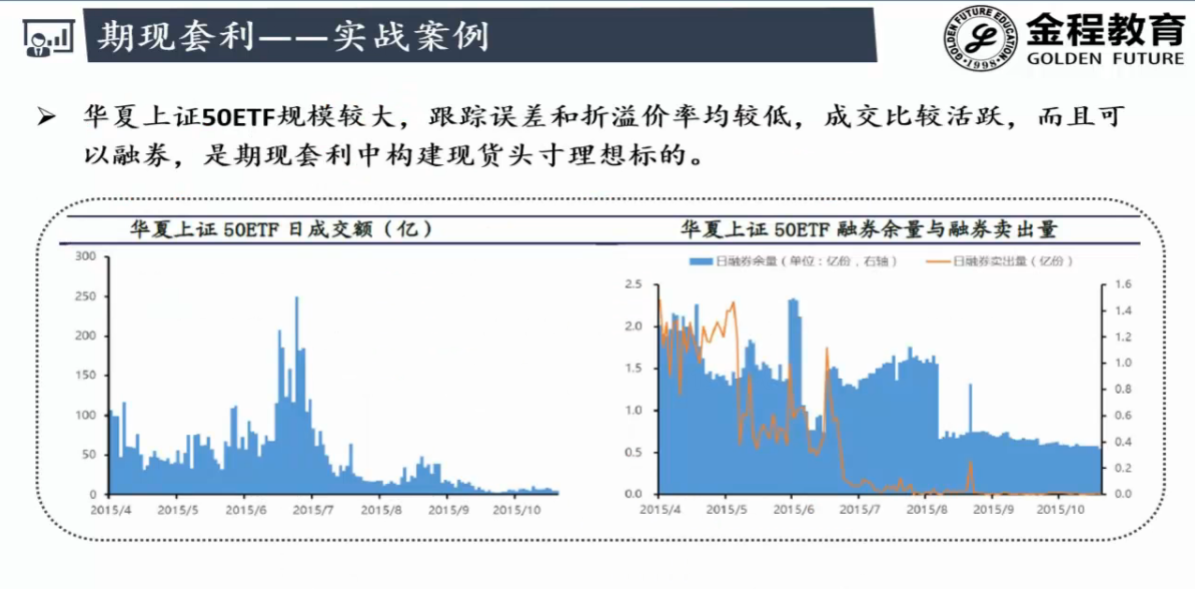 期现套利——实战案例
GOLDEN FUTURE EDUCATION
·1998·
金程教育
GOLDEN FUTURE
➢ 华夏上证50ETF规模较大，跟踪误差和折溢价率均较低，成交比较活跃，而且可
以融券，是期现套利中构建现货头寸理想标的。
华夏上证 50ETF 日成交额（亿）
300
250
200
150
100
50
0
2015/4 2015/5 2015/6 2015/7 2015/8 2015/9 2015/10
华夏上证 50ETF 融券余量与融券卖出量
日融券余量（单位：亿份，右轴） 日融券卖出量（亿份）
2.5
2.0
1.5
1.0
0.5
0.0
1.6
1.4
1.2
1.0
0.8
0.6
0.4
0.2
0.0
2015/4 2015/5 2015/6 2015/7 2015/8 2015/9 2015/10